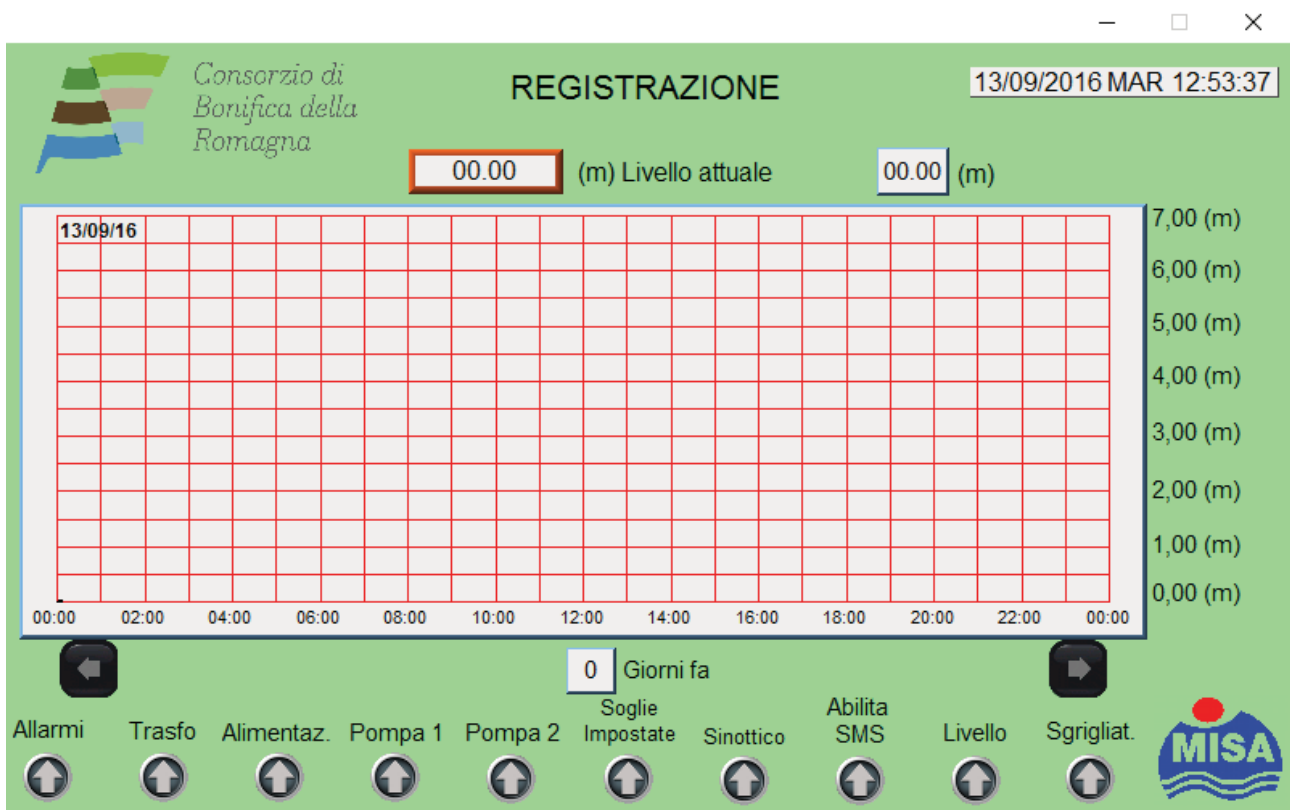 Consorzio di
Bonifica della
Romagna
REGISTRAZIONE
13/09/2016 MAR 12:53:37
00.00 (m) Livello attuale 00.00 (m)
13/09/16
7,00 (m)
6,00 (m)
5,00 (m)
4,00 (m)
3,00 (m)
2,00 (m)
1,00 (m)
0,00 (m)
00:00 02:00 04:00 06:00 08:00 10:00 12:00 14:00 16:00 18:00 20:00 22:00 00:00
0 Giorni fa
Allarmi
Trasfo
Alimentaz.
Pompa 1
Pompa 2
Soglie
Impostate
Sinottico
Abilita
SMS
Livello
Sgrigliat.
MISA